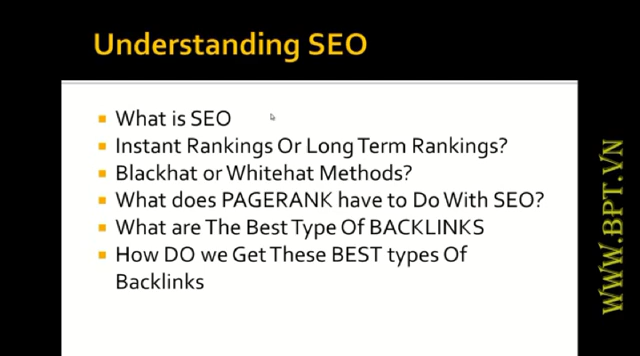 Understanding SEO
What is SEO
Instant Rankings Or Long Term Rankings?
Blackhat or Whitehat Methods?
What does PAGERANK have to Do With SEO?
What are The Best Type Of BACKLINKS
How DO we Get These BEST types Of
Backlinks
WWW.BPT.VN